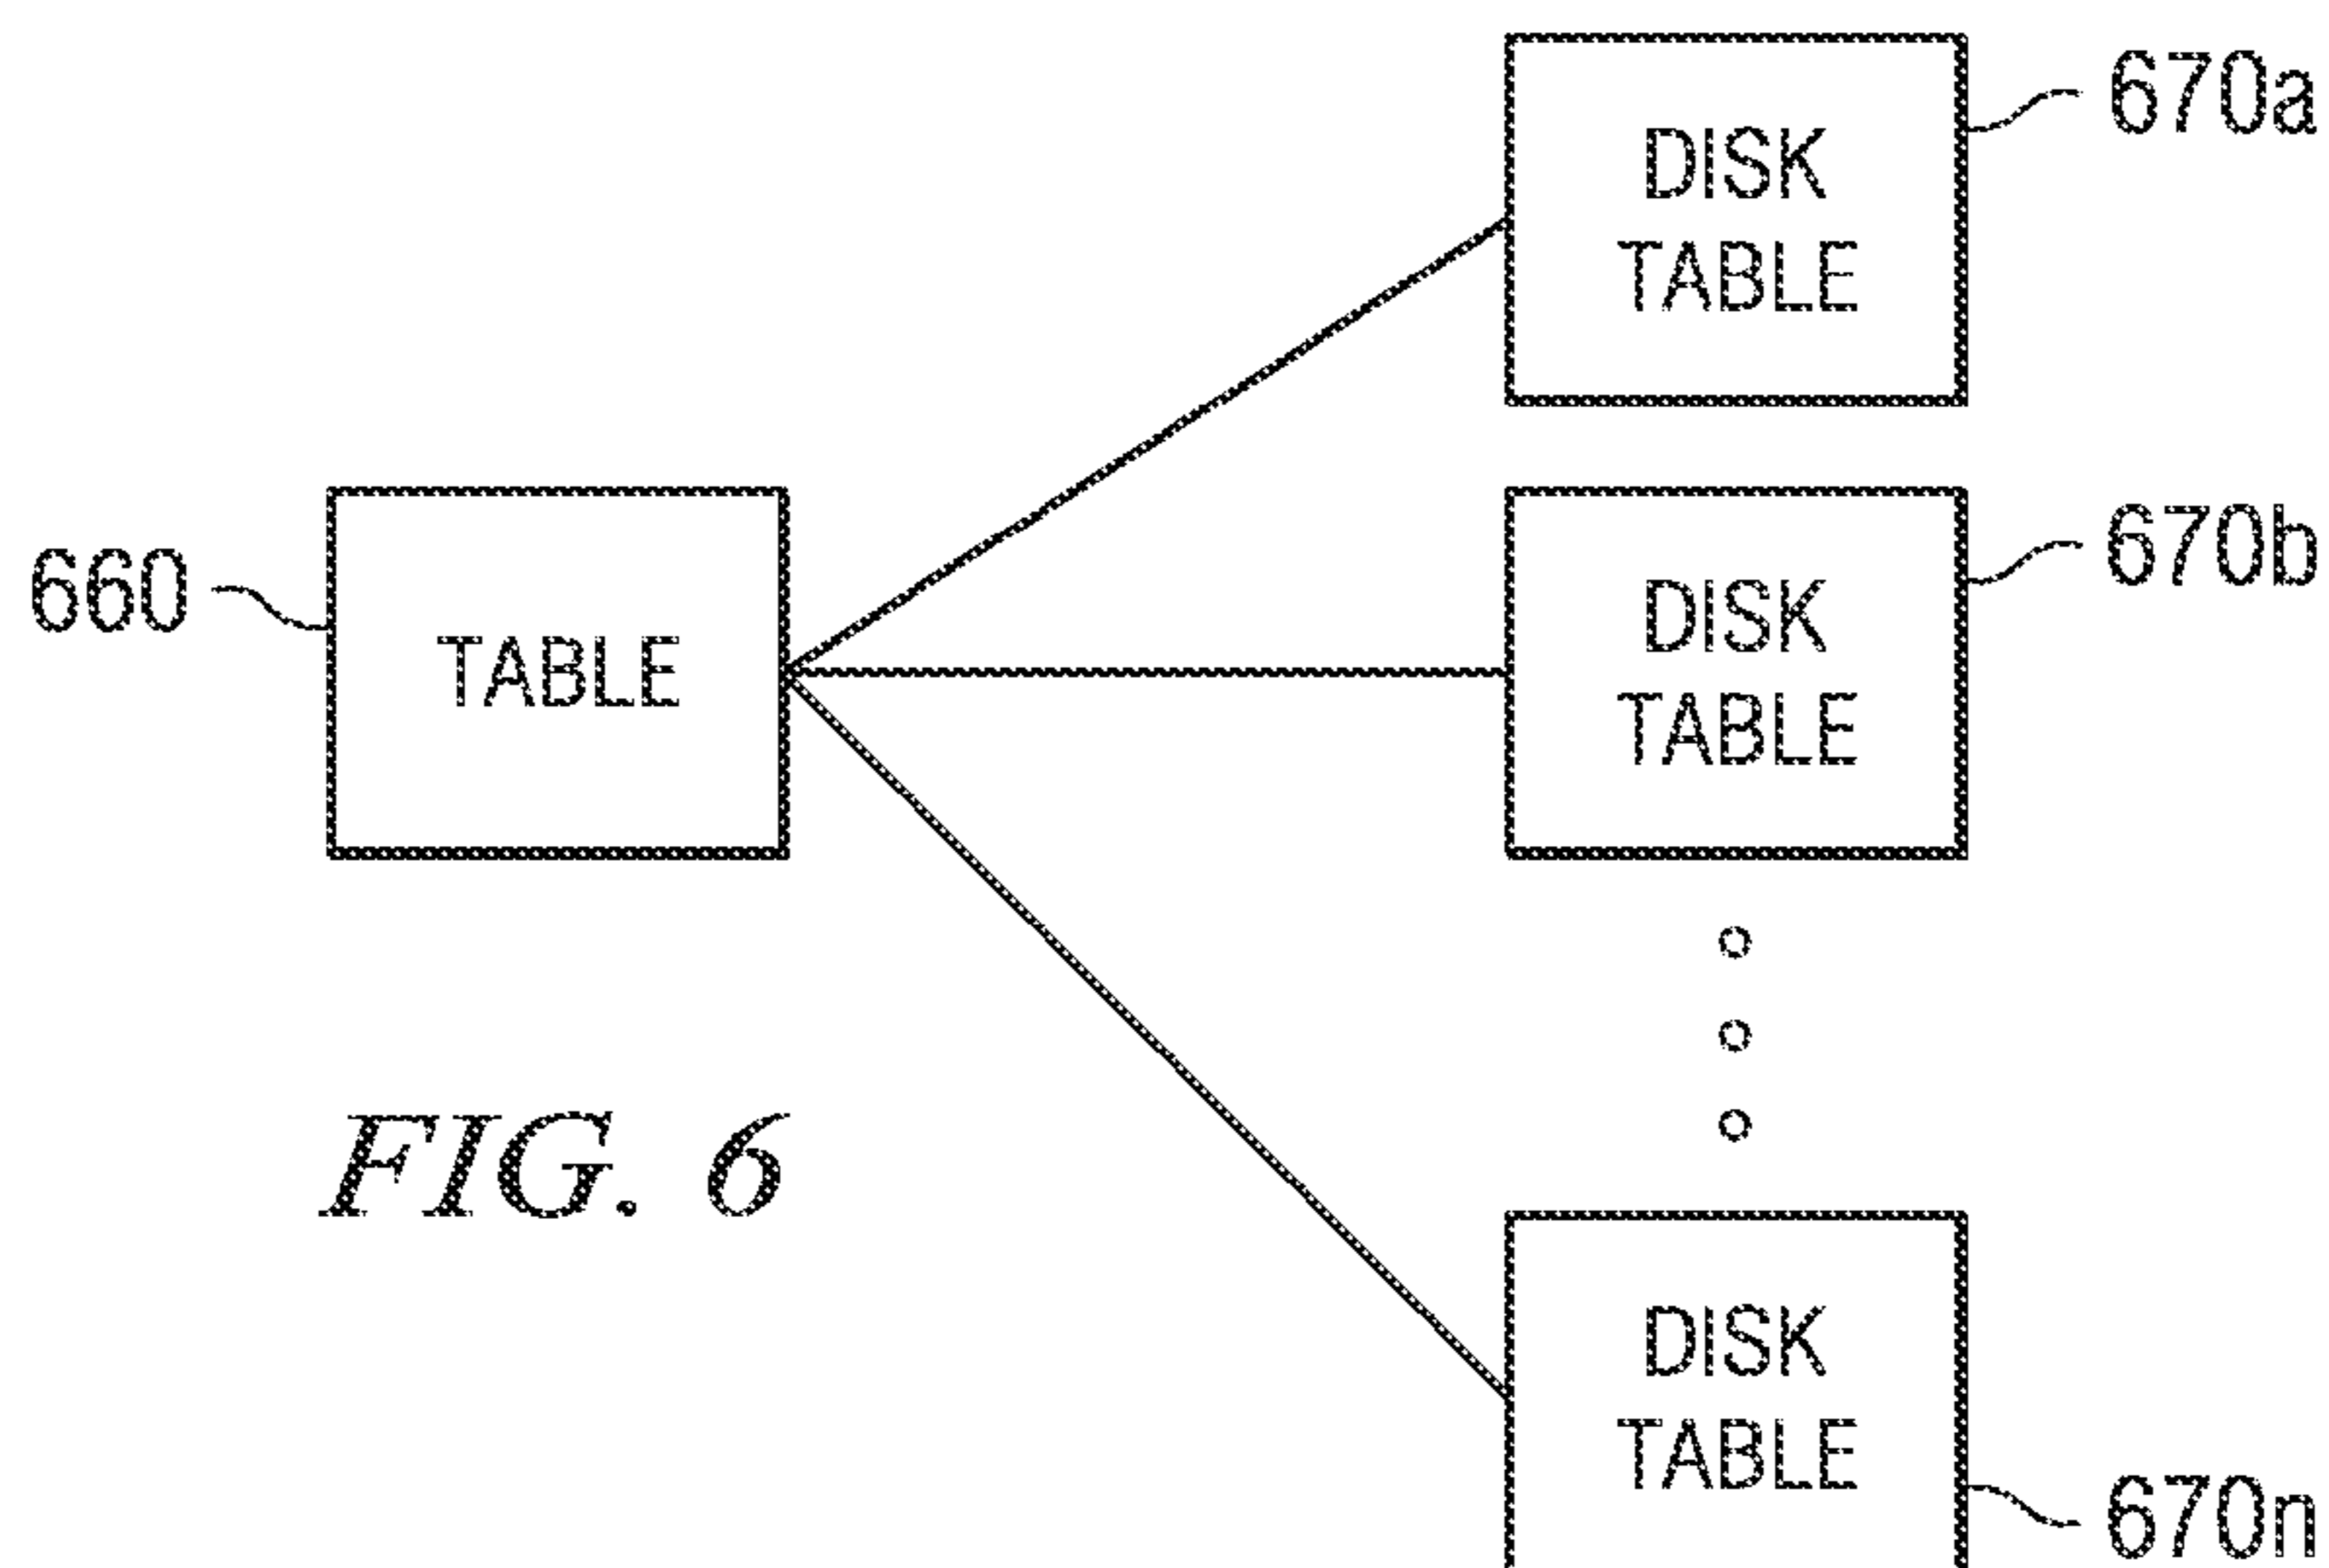 DISK
TABLE
670a
660
TABLE
DISK
TABLE
670b
FIG. 6
DISK
TABLE
670n